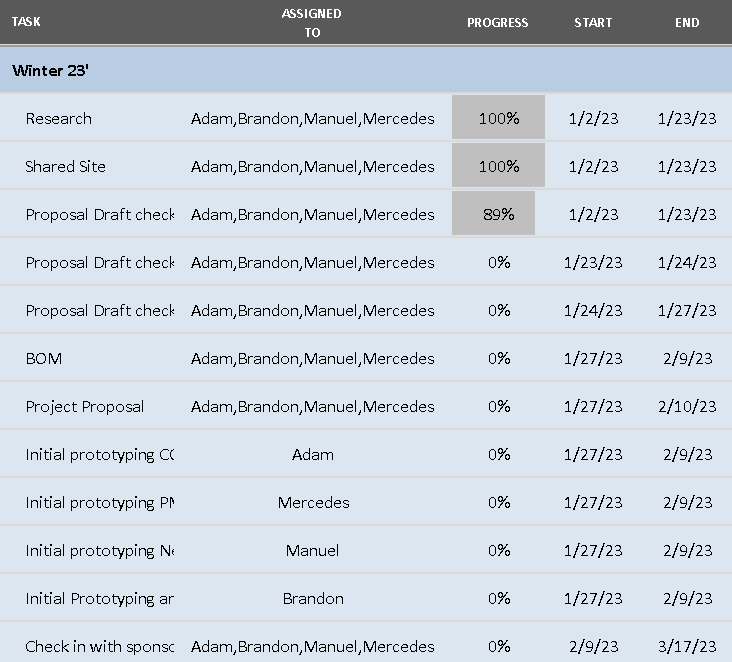 TASK ASSIGNED TO PROGRESS START END
Winter 23'
Research Adam,Brandon,Manuel,Mercedes 100% 1/2/23 1/23/23
Shared Site Adam,Brandon,Manuel,Mercedes 100% 1/2/23 1/23/23
Proposal Draft check Adam,Brandon,Manuel,Mercedes 89% 1/2/23 1/23/23
Proposal Draft check Adam,Brandon,Manuel,Mercedes 0% 1/23/23 1/24/23
Proposal Draft check Adam,Brandon,Manuel,Mercedes 0% 1/24/23 1/27/23
BOM Adam,Brandon,Manuel,Mercedes 0% 1/27/23 2/9/23
Project Proposal Adam,Brandon,Manuel,Mercedes 0% 1/27/23 2/10/23
Initial prototyping Adam 0% 1/27/23 2/9/23
Initial prototyping Mercedes 0% 1/27/23 2/9/23
Initial prototyping Manuel 0% 1/27/23 2/9/23
Initial Prototyping Brandon 0% 1/27/23 2/9/23
Check in with Adam,Brandon,Manuel,Mercedes 0% 2/9/23 3/17/23